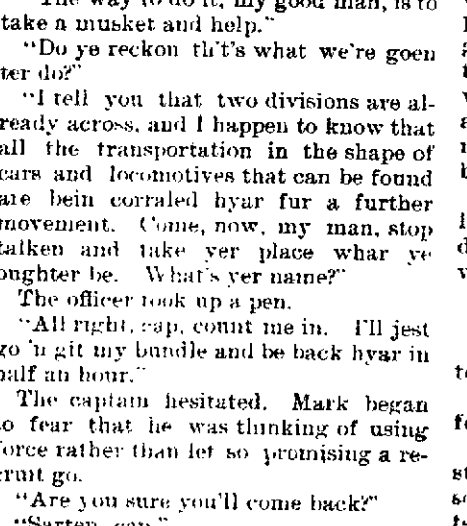 The way to do it, my good man, is to
take a musket and help."
"Do ye reckon th't's what we're goen
ter do?"
"I tell you that two divisions are al-
ready across, and I happen to know that
all the transportation in the shape of
cars and locomotives that can be found
are bein corraled hyar fur a further
movement. Come, now, my man, stop
talken and take yer place whar ye
oughter be. What's yer name?"
The officer took up a pen.
"All right, cap, count me in. I'll jest
go 'n git my bundle and be back hyar in
half an hour."
The captain hesitated. Mark began
to fear that he was thinking of using
force rather than let so promising a re-
cruit go.
"Are you sure you'll come back?"
"Sarten, cap."